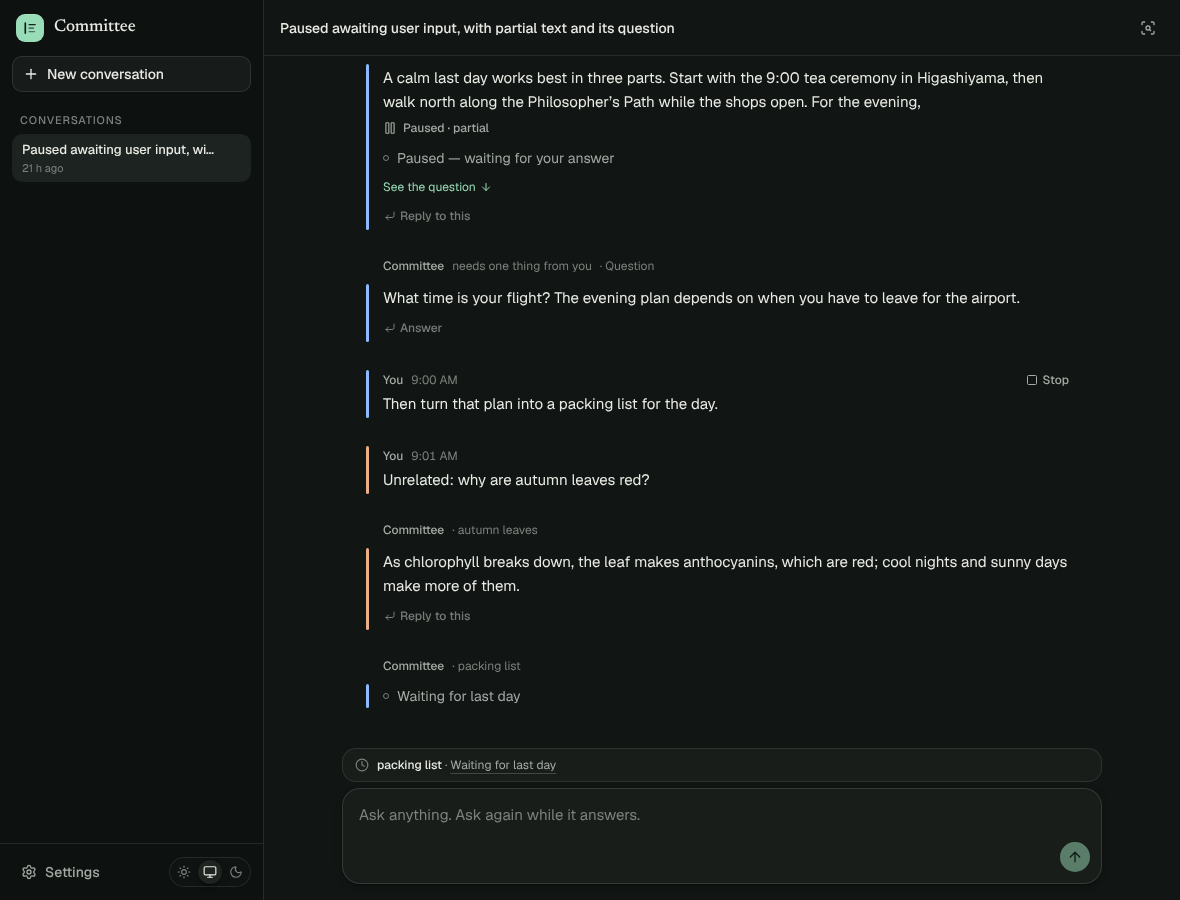 Committee
Paused awaiting user input, with partial text and its question
New conversation
CONVERSATIONS
Paused awaiting user input, wi…
21 h ago
A calm last day works best in three parts. Start with the 9:00 tea ceremony in Higashiyama, then
walk north along the Philosopher’s Path while the shops open. For the evening,
Paused · partial
Paused — waiting for your answer
See the question ↓
Reply to this
Committee needs one thing from you · Question
What time is your flight? The evening plan depends on when you have to leave for the airport.
Answer
You 9:00 AM
Stop
Then turn that plan into a packing list for the day.
You 9:01 AM
Unrelated: why are autumn leaves red?
Committee · autumn leaves
As chlorophyll breaks down, the leaf makes anthocyanins, which are red; cool nights and sunny days
make more of them.
Reply to this
Committee · packing list
Waiting for last day
packing list · Waiting for last day
Ask anything. Ask again while it answers.
Settings